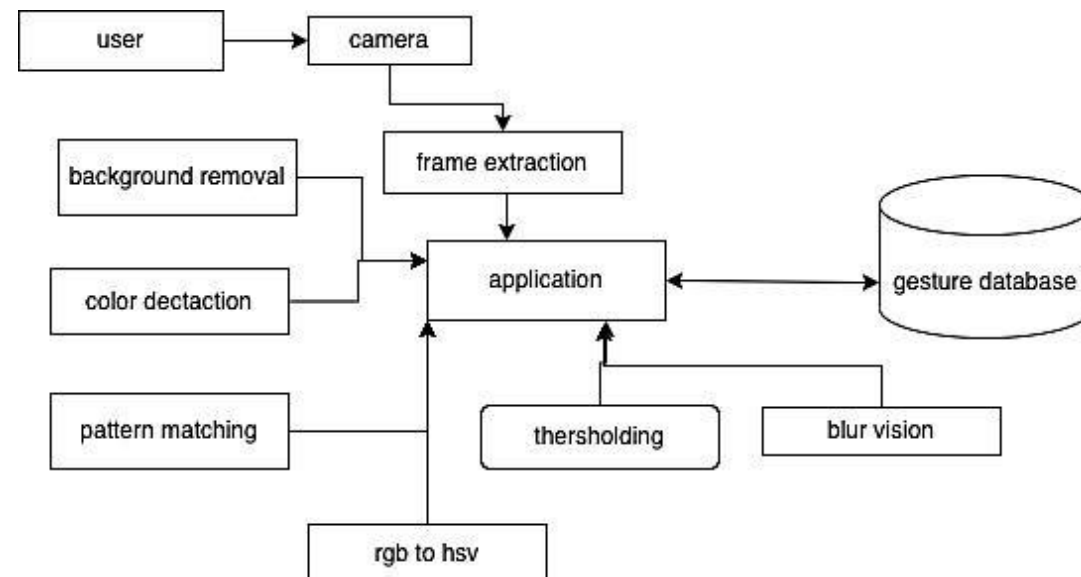 user
camera
frame extraction
background removal
application
gesture database
color dectaction
pattern matching
thersholding
blur vision
rgb to hsv